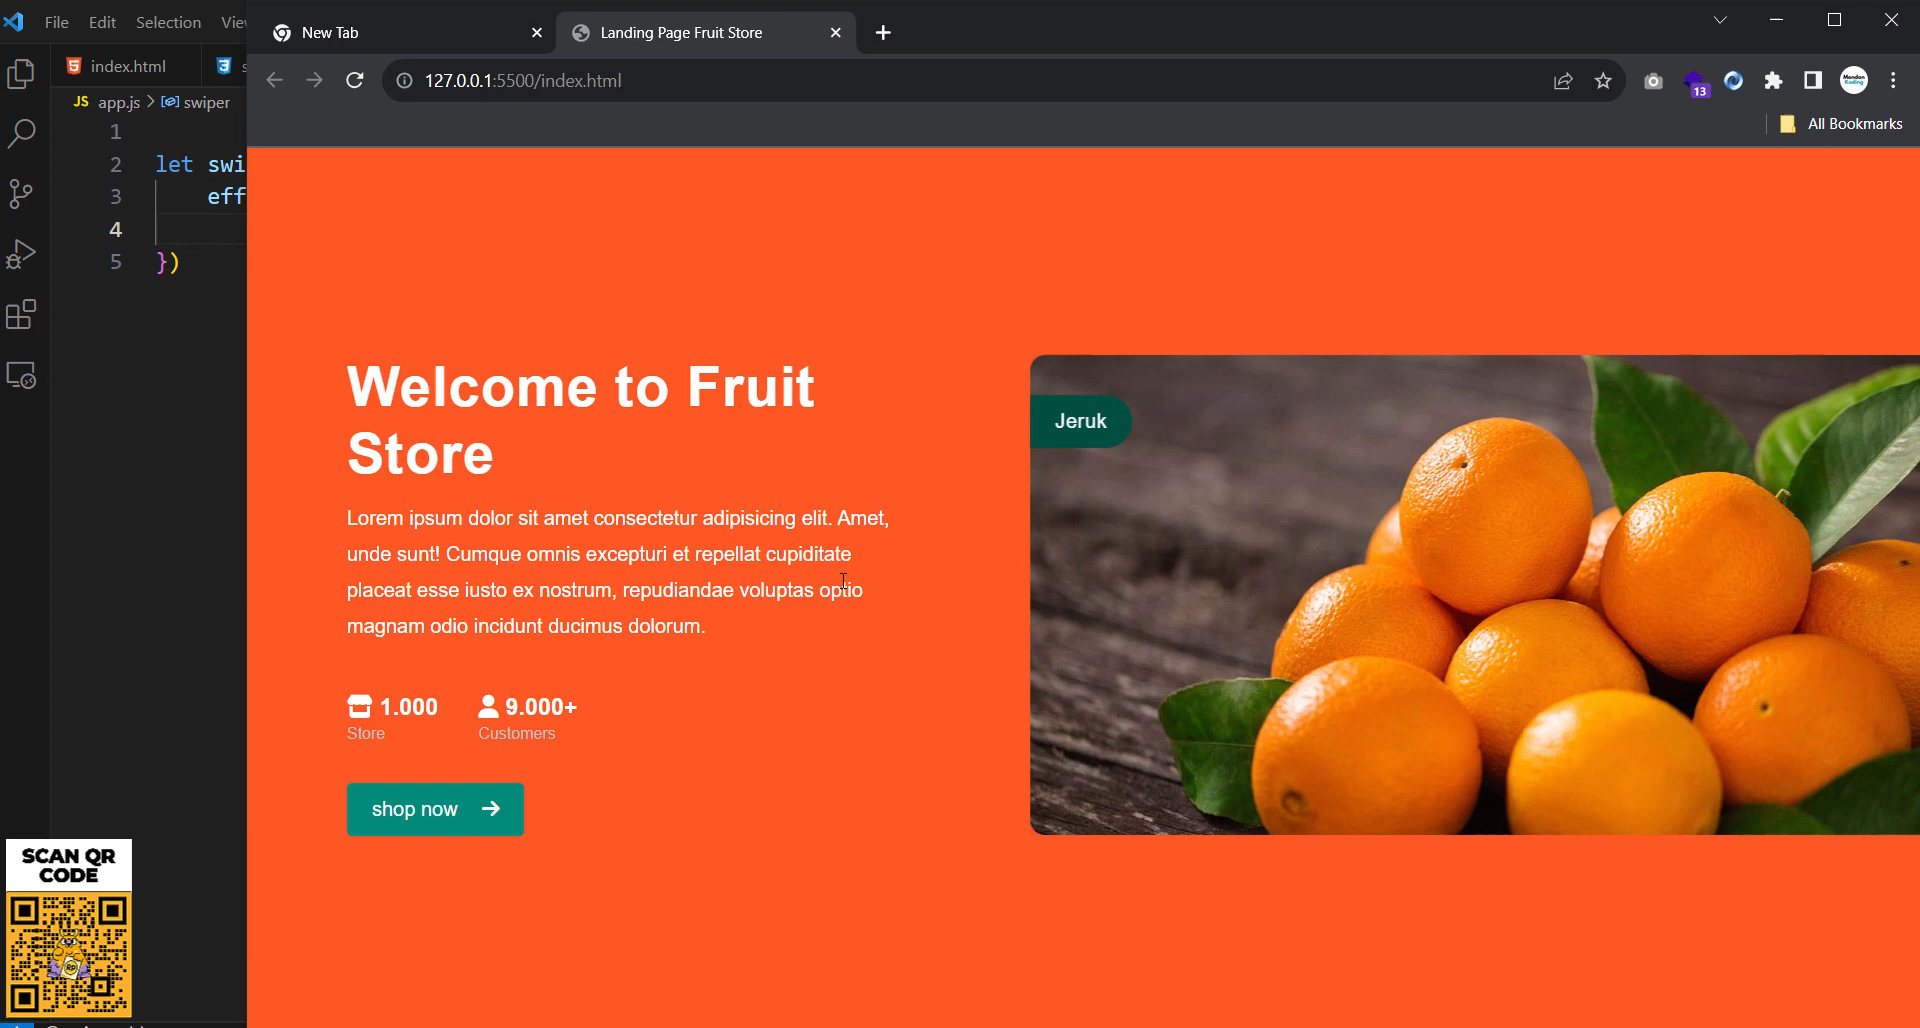 File Edit Selection
New Tab
Landing Page Fruit Store
index.html
127.0.0.1:5500/index.html
13
All Bookmarks
JS app.js > swiper
1
2 let swi
3 eff
4
5 })
Welcome to Fruit
Store
Lorem ipsum dolor sit amet consectetur adipisicing elit. Amet,
unde sunt! Cumque omnis excepturi et repellat cupiditate
placeat esse iusto ex nostrum, repudiandae voluptas optio
magnam odio incidunt ducimus dolorum.
1.000
9.000+
Store
Customers
shop now
Jeruk
SCAN QR
CODE